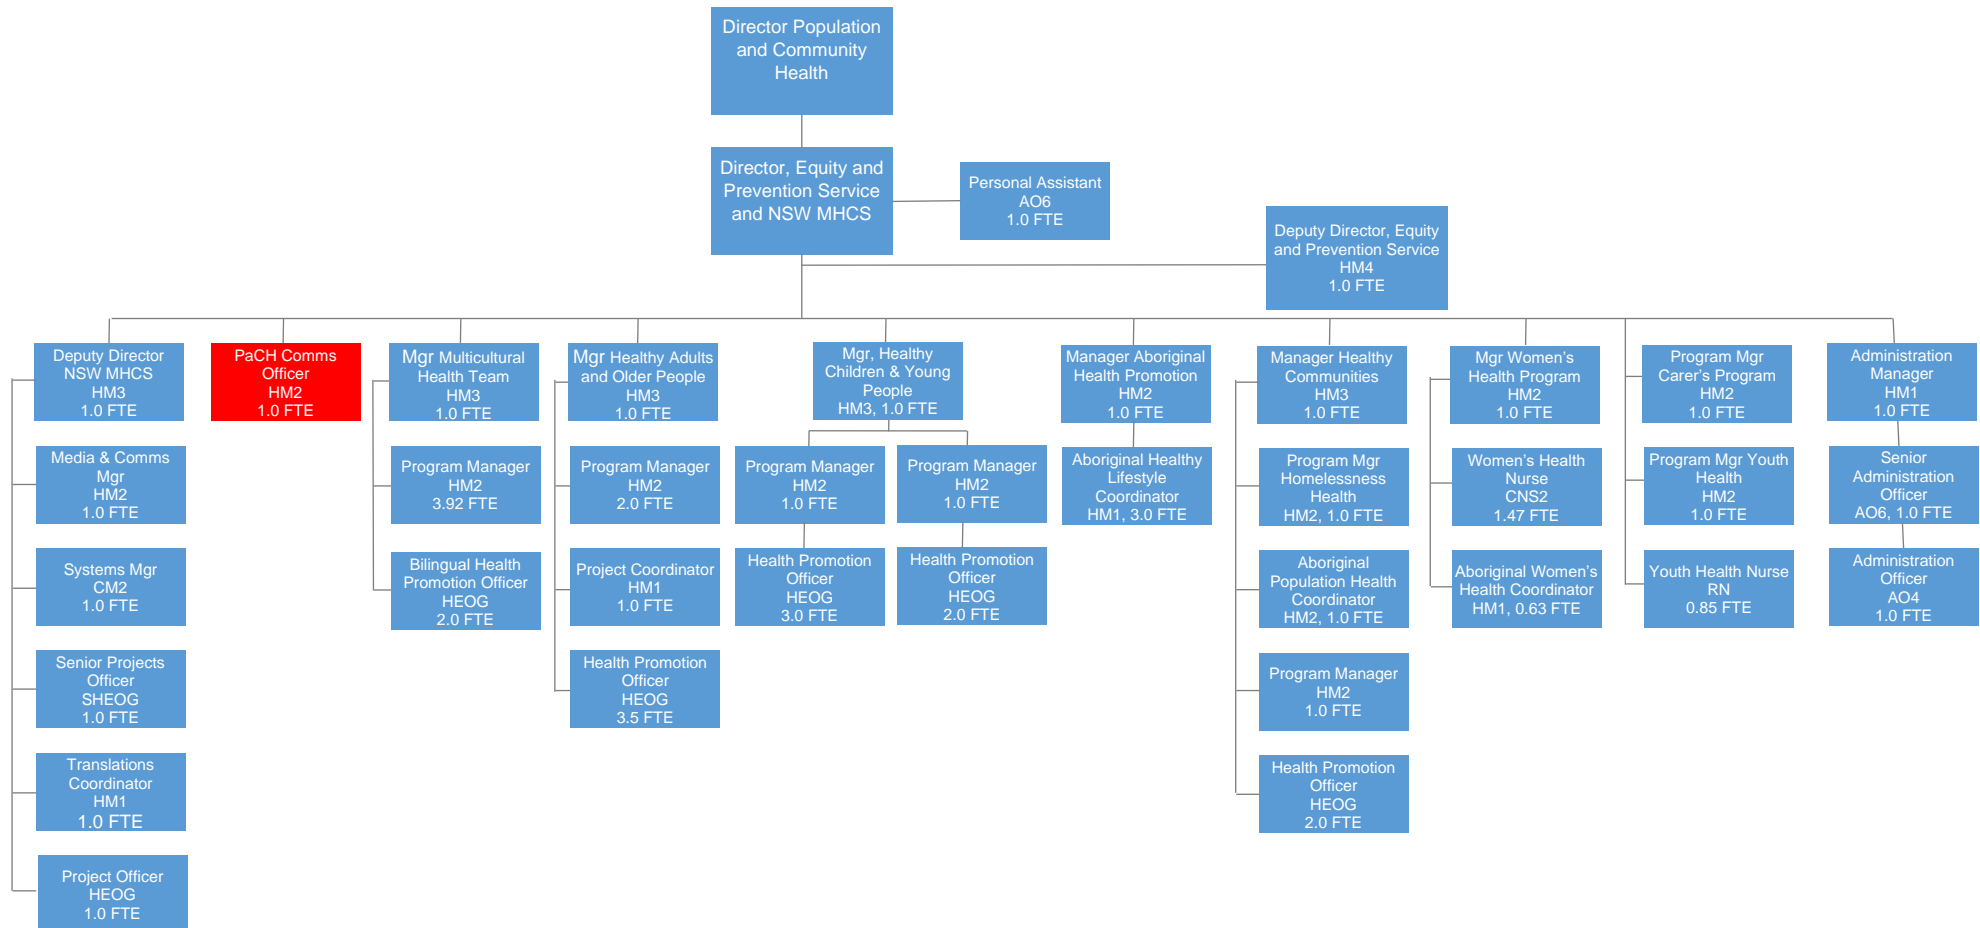 Director Population
and Community
Health
Director, Equity and
Prevention Service
and NSW MHCS
Personal Assistant
AO6
1.0 FTE
Deputy Director, Equity
and Prevention Service
HM4
1.0 FTE
Deputy Director
NSW MHCS
HM3
1.0 FTE
Media & Comms
Mgr
HM2
1.0 FTE
Systems Mgr
CM2
1.0 FTE
Senior Projects
Officer
SHEOG
1.0 FTE
Translations
Coordinator
HM1
1.0 FTE
Project Officer
HEOG
1.0 FTE
PaCH Comms
Officer
HM2
1.0 FTE
Mgr Multicultural
Health Team
HM3
1.0 FTE
Program Manager
HM2
3.92 FTE
Bilingual Health
Promotion Officer
HEOG
2.0 FTE
Mgr Healthy Adults
and Older People
HM3
1.0 FTE
Program Manager
HM2
2.0 FTE
Project Coordinator
HM1
1.0 FTE
Health Promotion
Officer
HEOG
3.5 FTE
Mgr, Healthy
Children & Young
People
HM3, 1.0 FTE
Program Manager
HM2
1.0 FTE
Health Promotion
Officer
HEOG
3.0 FTE
Program Manager
HM2
1.0 FTE
Health Promotion
Officer
HEOG
2.0 FTE
Manager Aboriginal
Health Promotion
HM2
1.0 FTE
Aboriginal Healthy
Lifestyle
Coordinator
HM1, 3.0 FTE
Manager Healthy
Communities
HM3
1.0 FTE
Program Mgr
Homelessness
Health
HM2, 1.0 FTE
Aboriginal
Population Health
Coordinator
HM2, 1.0 FTE
Program Manager
HM2
1.0 FTE
Health Promotion
Officer
HEOG
2.0 FTE
Mgr Women's
Health Program
HM2
1.0 FTE
Women's Health
Nurse
CNS2
1.47 FTE
Aboriginal Women's
Health Coordinator
HM1, 0.63 FTE
Program Mgr
Carer's Program
HM2
1.0 FTE
Program Mgr Youth
Health
HM2
1.0 FTE
Youth Health Nurse
RN
0.85 FTE
Administration
Manager
HM1
1.0 FTE
Senior
Administration
Officer
AO6, 1.0 FTE
Administration
Officer
AO4
1.0 FTE